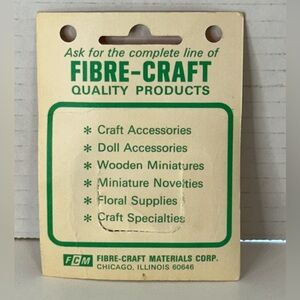 Ask for the complete line of
FIBRE-CRAFT
QUALITY PRODUCTS
* Craft Accessories
* Doll Accessories
* Wooden Miniatures
* Miniature Novelties
* Floral Supplies
* Craft Specialties
FCM FIBRE-CRAFT MATERIALS CORP.
CHICAGO, ILLINOIS 60646